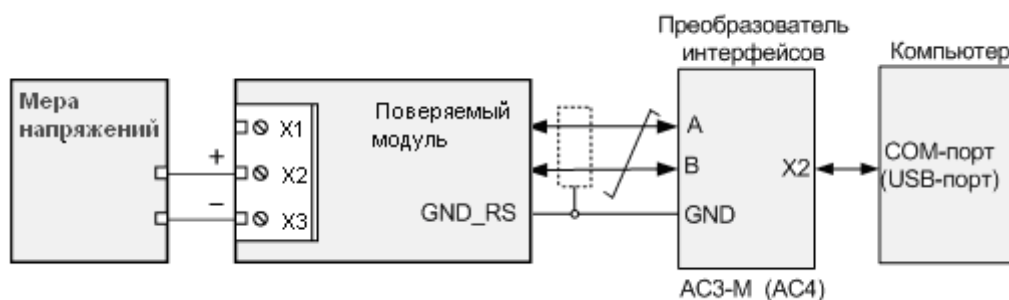 Преобразователь
интерфейсов
Компьютер
Мера
напряжений
+
−
X1
X2
X3
Поверяемый
модуль
GND_RS
A
B
GND
X2
COM-порт
(USB-порт)
АС3-М (АС4)